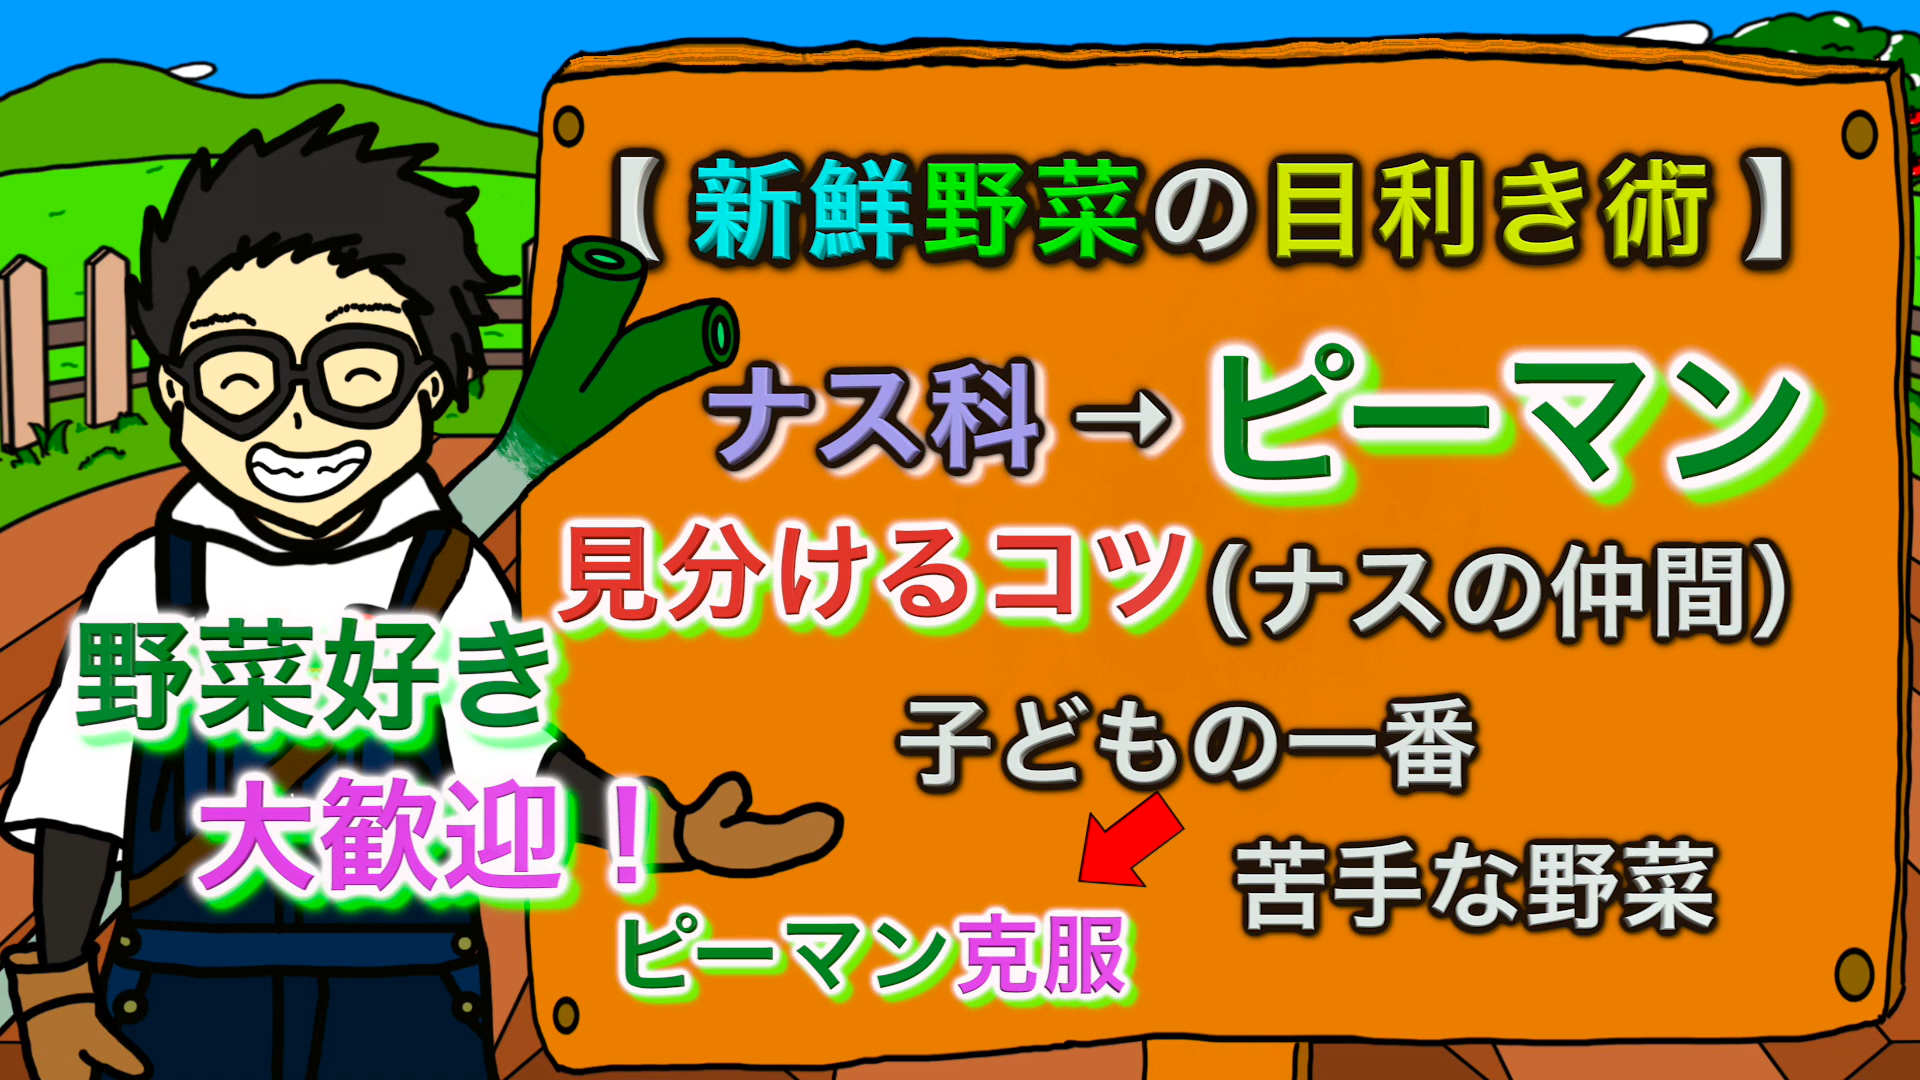 【新鮮野菜の目利き術】
ナス科→ピーマン
見分けるコツ(ナスの仲間)
野菜好き
大歓迎！
子どもの一番
苦手な野菜
ピーマン克服